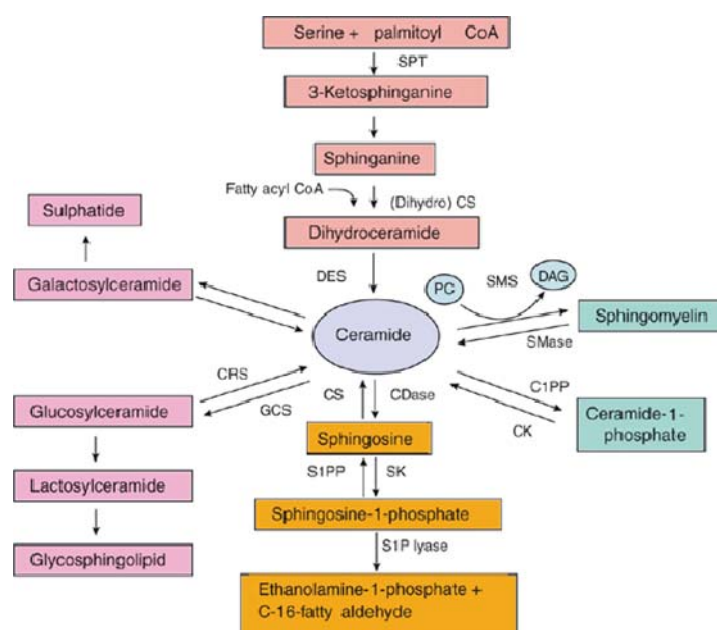 Serine + palmitoyl CoA
SPT
3-Ketosphinganine
Sphinganine
Fatty acyl CoA
(Dihydro) CS
Sulphatide
Dihydroceramide
DES
PC
SMS
DAG
Galactosylceramide
Sphingomyelin
Ceramide
SMase
CRS
CS
CDase
C1PP
Glucosylceramide
GCS
CK
Ceramide-1-
phosphate
Sphingosine
S1PP
SK
Lactosylceramide
Sphingosine-1-phosphate
S1P lyase
Glycosphingolipid
Ethanolamine-1-phosphate +
C-16-fatty aldehyde